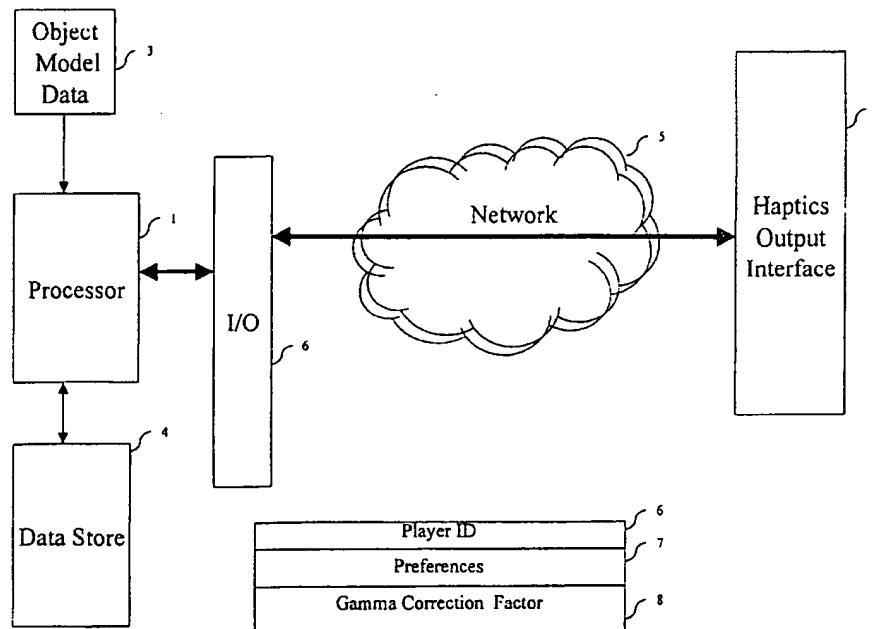 Object
Model
Data
3
1
Processor
I/O
6
4
Data Store
5
Network
Haptics
Output
Interface
Player ID
6
Preferences
7
Gamma Correction Factor
8